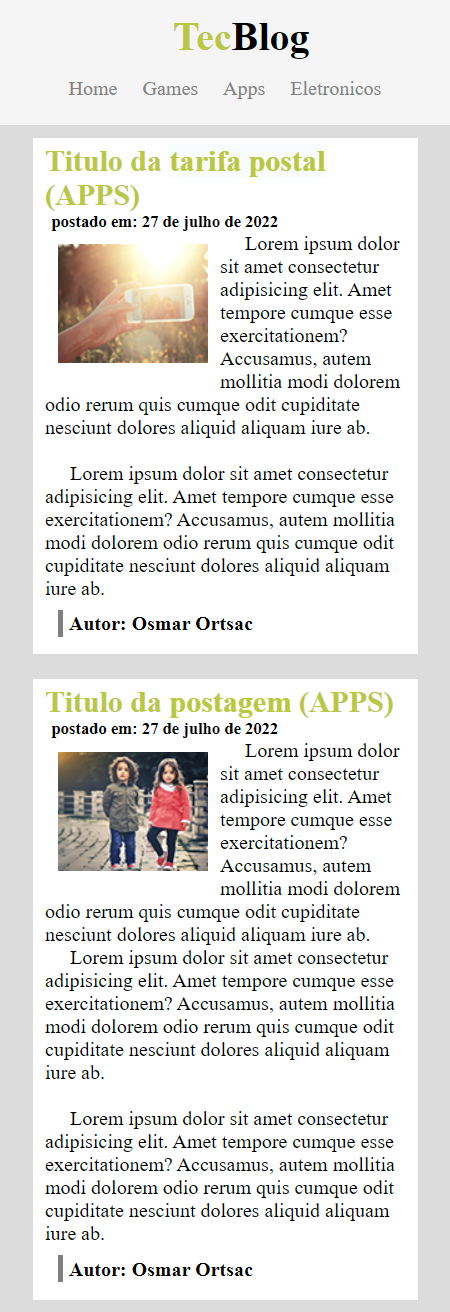 TecBlog
Home Games Apps Eletronicos
Titulo da tarifa postal
(APPS)
postado em: 27 de julho de 2022
Lorem ipsum dolor
sit amet consectetur
adipisicing elit. Amet
tempore cumque esse
exercitationem?
Accusamus, autem
mollitia modi dolorem
odio rerum quis cumque odit cupiditate
nesciunt dolores aliquid aliquam iure ab.
Lorem ipsum dolor sit amet consectetur
adipisicing elit. Amet tempore cumque esse
exercitationem? Accusamus, autem mollitia
modi dolorem odio rerum quis cumque odit
cupiditate nesciunt dolores aliquid aliquam
iure ab.
Autor: Osmar Ortsac
Titulo da postagem (APPS)
postado em: 27 de julho de 2022
Lorem ipsum dolor
sit amet consectetur
adipisicing elit. Amet
tempore cumque esse
exercitationem?
Accusamus, autem
mollitia modi dolorem
odio rerum quis cumque odit cupiditate
nesciunt dolores aliquid aliquam iure ab.
Lorem ipsum dolor sit amet consectetur
adipisicing elit. Amet tempore cumque esse
exercitationem? Accusamus, autem mollitia
modi dolorem odio rerum quis cumque odit
cupiditate nesciunt dolores aliquid aliquam
iure ab.
Lorem ipsum dolor sit amet consectetur
adipisicing elit. Amet tempore cumque esse
exercitationem? Accusamus, autem mollitia
modi dolorem odio rerum quis cumque odit
cupiditate nesciunt dolores aliquid aliquam
iure ab.
Autor: Osmar Ortsac